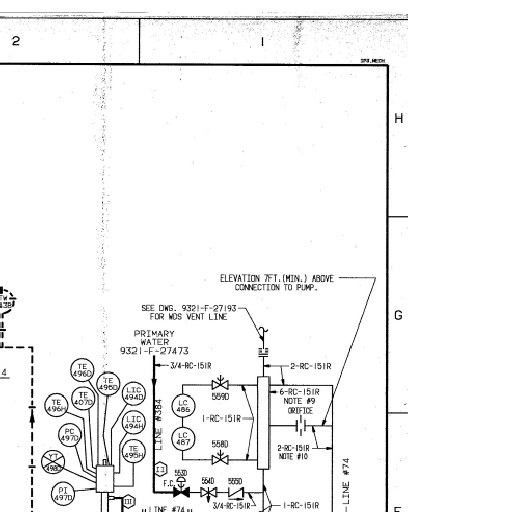 2
1
SPX.MECH
H
ELEVATION 7FT.(MIN.) ABOVE
CONNECTION TO PUMP.
SEE DWG. 9321-F-27193
FOR WDS VENT LINE
G
PRIMARY
WATER
9321-F-27473
3/4-RC-151R
2-RC-151R
4
TE
496D
TE
495D
TE
496H
TE
407D
LIC
494D
LIC
494H
PC
497D
TE
495H
PI
497D
III
LINE #384
LC
486
LC
487
559D
1-RC-151R
558D
6-RC-151R
NOTE #9
ORIFICE
2-RC-151R
NOTE #10
LINE #74
F.C.
553D
554D
555D
3/4-RC-151R
1-RC-151R
"LINE #74"
F